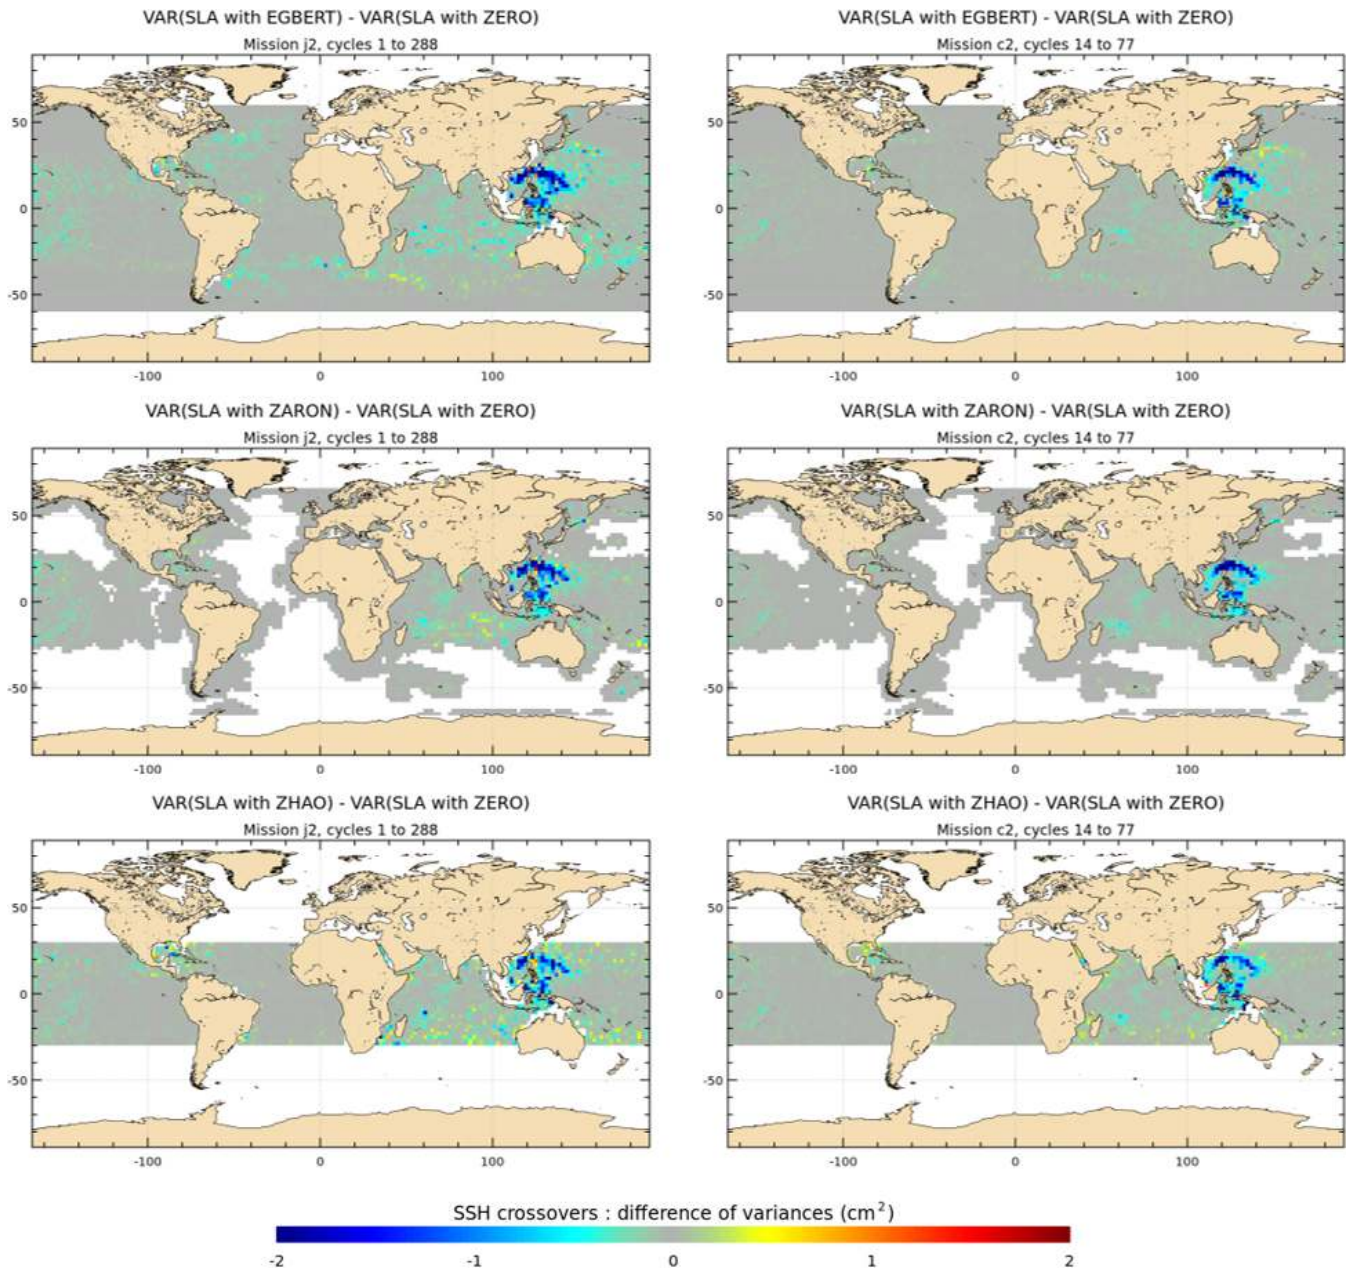 VAR(SLA with EGBERT) - VAR(SLA with ZERO)
Mission j2, cycles 1 to 288
50
0
-50
-100 0 100
VAR(SLA with EGBERT) - VAR(SLA with ZERO)
Mission c2, cycles 14 to 77
50
0
-50
-100 0 100
VAR(SLA with ZARON) - VAR(SLA with ZERO)
Mission j2, cycles 1 to 288
50
0
-50
-100 0 100
VAR(SLA with ZARON) - VAR(SLA with ZERO)
Mission c2, cycles 14 to 77
50
0
-50
-100 0 100
VAR(SLA with ZHAO) - VAR(SLA with ZERO)
Mission j2, cycles 1 to 288
50
0
-50
-100 0 100
VAR(SLA with ZHAO) - VAR(SLA with ZERO)
Mission c2, cycles 14 to 77
50
0
-50
-100 0 100
SSH crossovers : difference of variances (cm²)
-2 -1 0 1 2